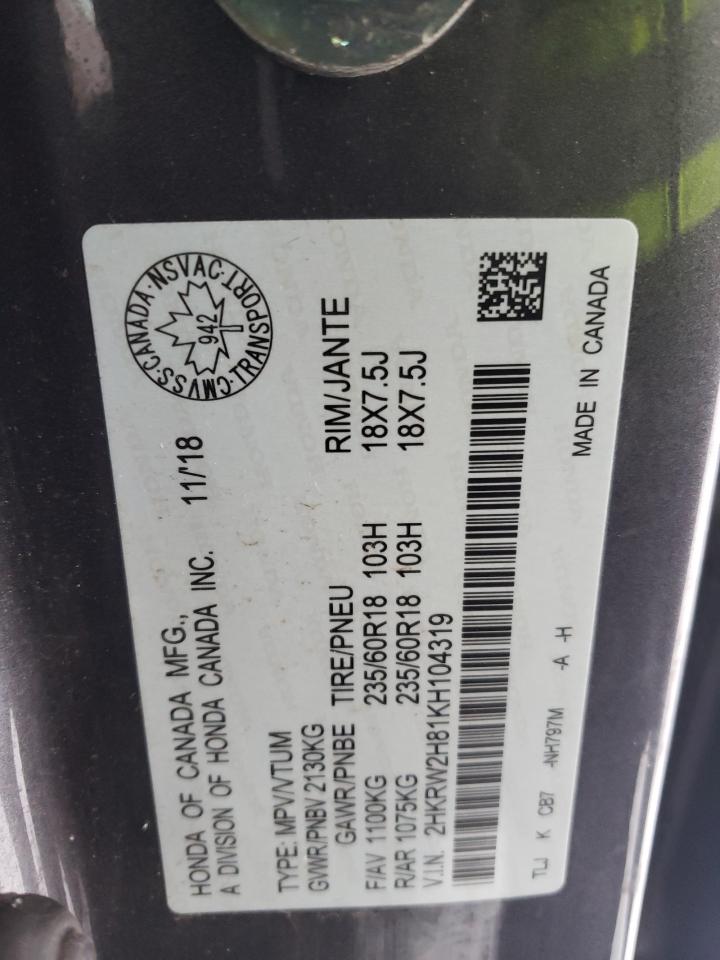 HONDA OF CANADA MFG.,
A DIVISION OF HONDA CANADA INC.
11/'18
CMVSS·CANADA·NSVAC·TRANSPORT·
942
TYPE: MPV/VTUM
GVWR/PNBV 2130KG
GAWR/PNBE TIRE/PNEU RIM/JANTE
F/AV 1100KG 235/60R18 103H 18X7.5J
R/AR 1075KG 235/60R18 103H 18X7.5J
V.I.N. 2HKRW2H81KH104319
TLJ K CB7 -NH797M -A -H
MADE IN CANADA